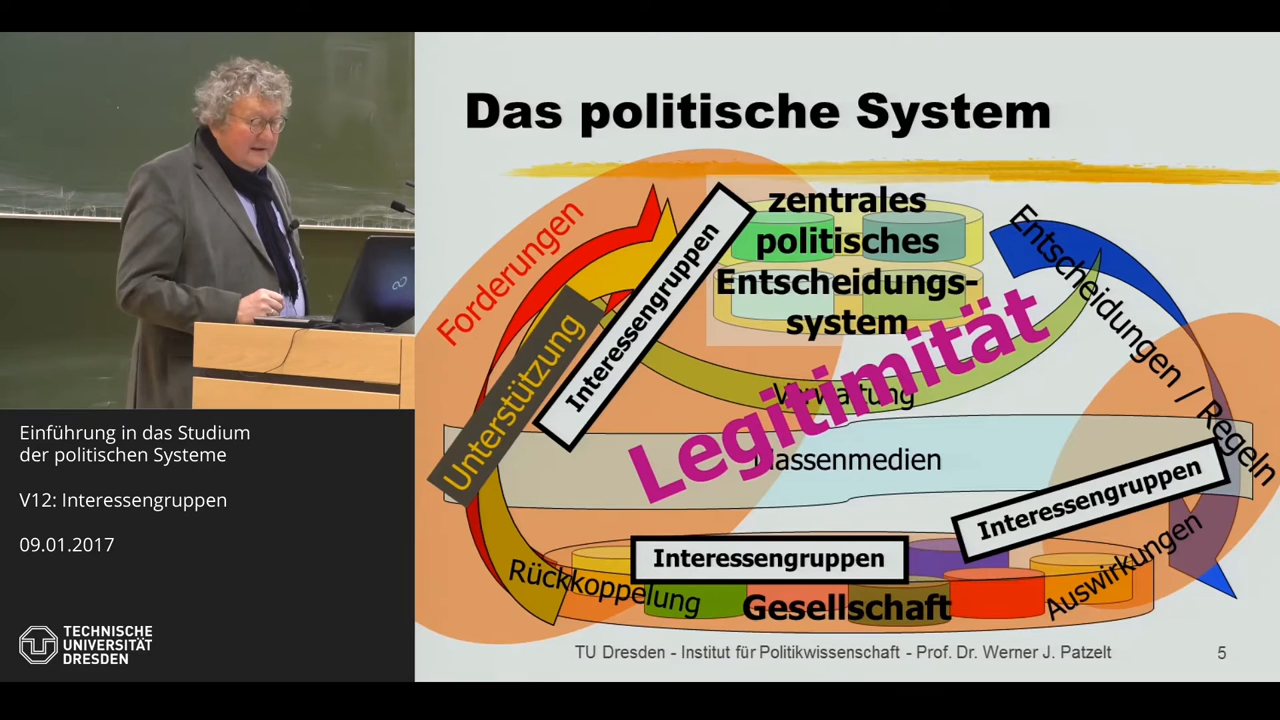 Das politische System
zentrales
politisches
Entscheidungs-
system
Forderungen
Unterstützung
Interessengruppen
Entscheidungen / Regeln
Legitimität
Verwaltung
Massenmedien
Interessengruppen
Interessengruppen
Auswirkungen
Rückkoppelung
Gesellschaft
TU Dresden - Institut für Politikwissenschaft - Prof. Dr. Werner J. Patzelt
5
Einführung in das Studium
der politischen Systeme
V12: Interessengruppen
09.01.2017
TECHNISCHE
UNIVERSITÄT
DRESDEN